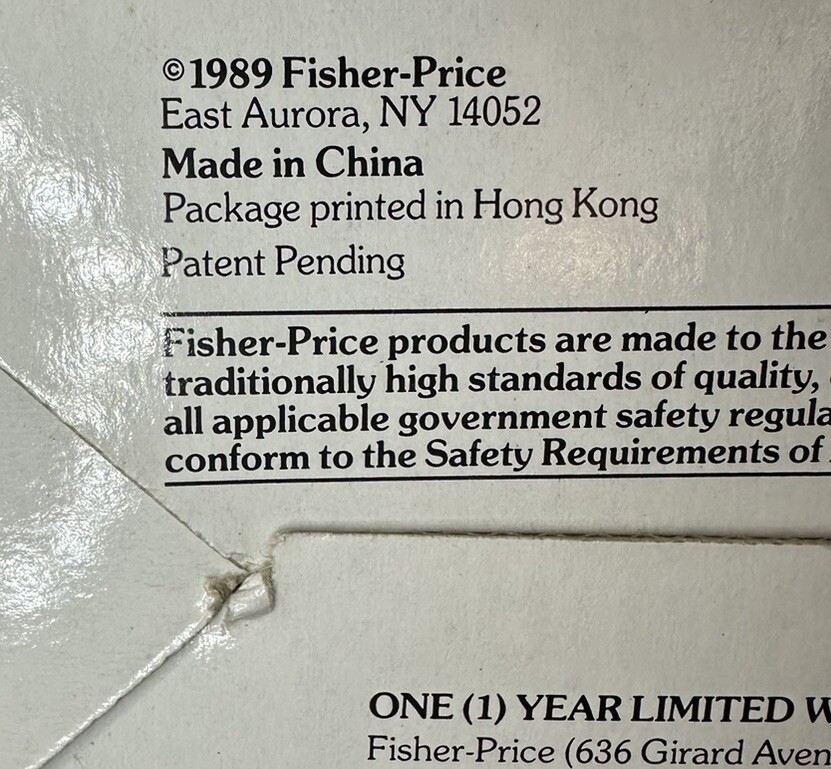 ©1989 Fisher-Price
East Aurora, NY 14052
Made in China
Package printed in Hong Kong
Patent Pending
Fisher-Price products are made to the
traditionally high standards of quality,
all applicable government safety
conform to the Safety Requirements of
ONE (1) YEAR LIMITED
Fisher-Price (636 Girard